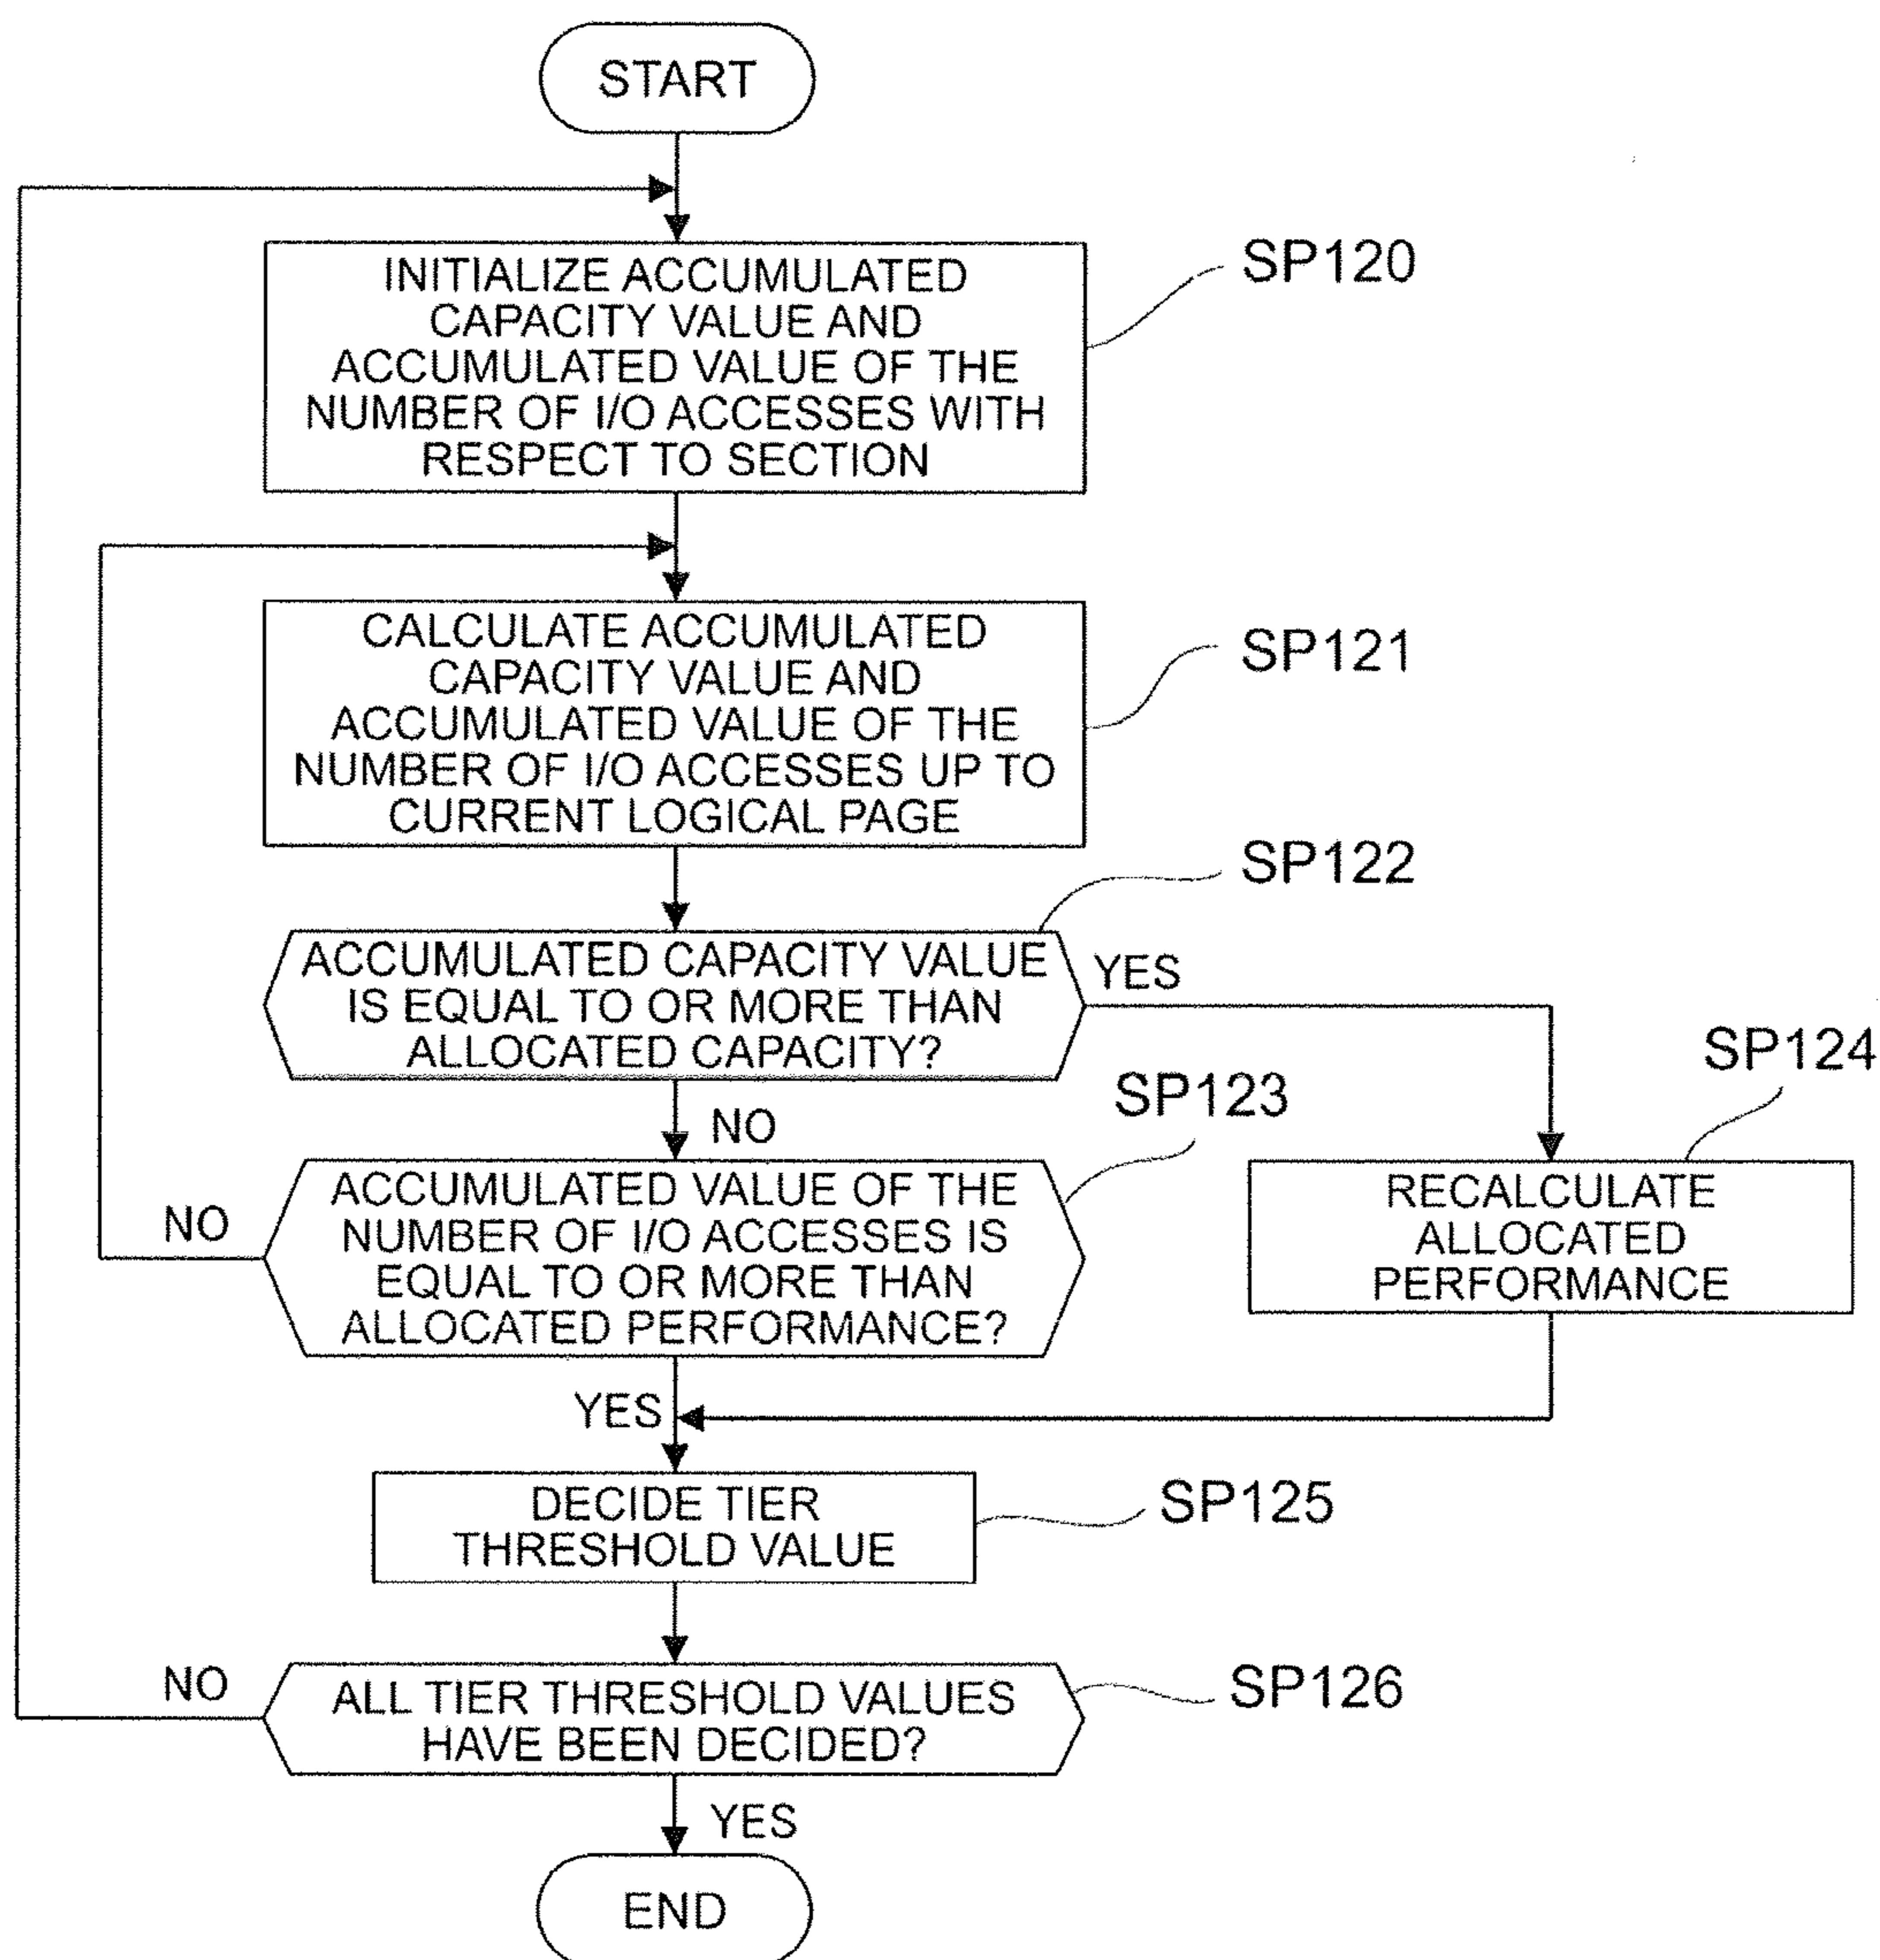 START
INITIALIZE ACCUMULATED
CAPACITY VALUE AND
ACCUMULATED VALUE OF THE
NUMBER OF I/O ACCESSES WITH
RESPECT TO SECTION
SP120
CALCULATE ACCUMULATED
CAPACITY VALUE AND
ACCUMULATED VALUE OF THE
NUMBER OF I/O ACCESSES UP TO
CURRENT LOGICAL PAGE
SP121
ACCUMULATED CAPACITY VALUE
IS EQUAL TO OR MORE THAN
ALLOCATED CAPACITY?
SP122
YES
NO
ACCUMULATED VALUE OF THE
NUMBER OF I/O ACCESSES IS
EQUAL TO OR MORE THAN
ALLOCATED PERFORMANCE?
SP123
NO
RECALCULATE
ALLOCATED
PERFORMANCE
SP124
YES
DECIDE TIER
THRESHOLD VALUE
SP125
ALL TIER THRESHOLD VALUES
HAVE BEEN DECIDED?
SP126
NO
YES
END